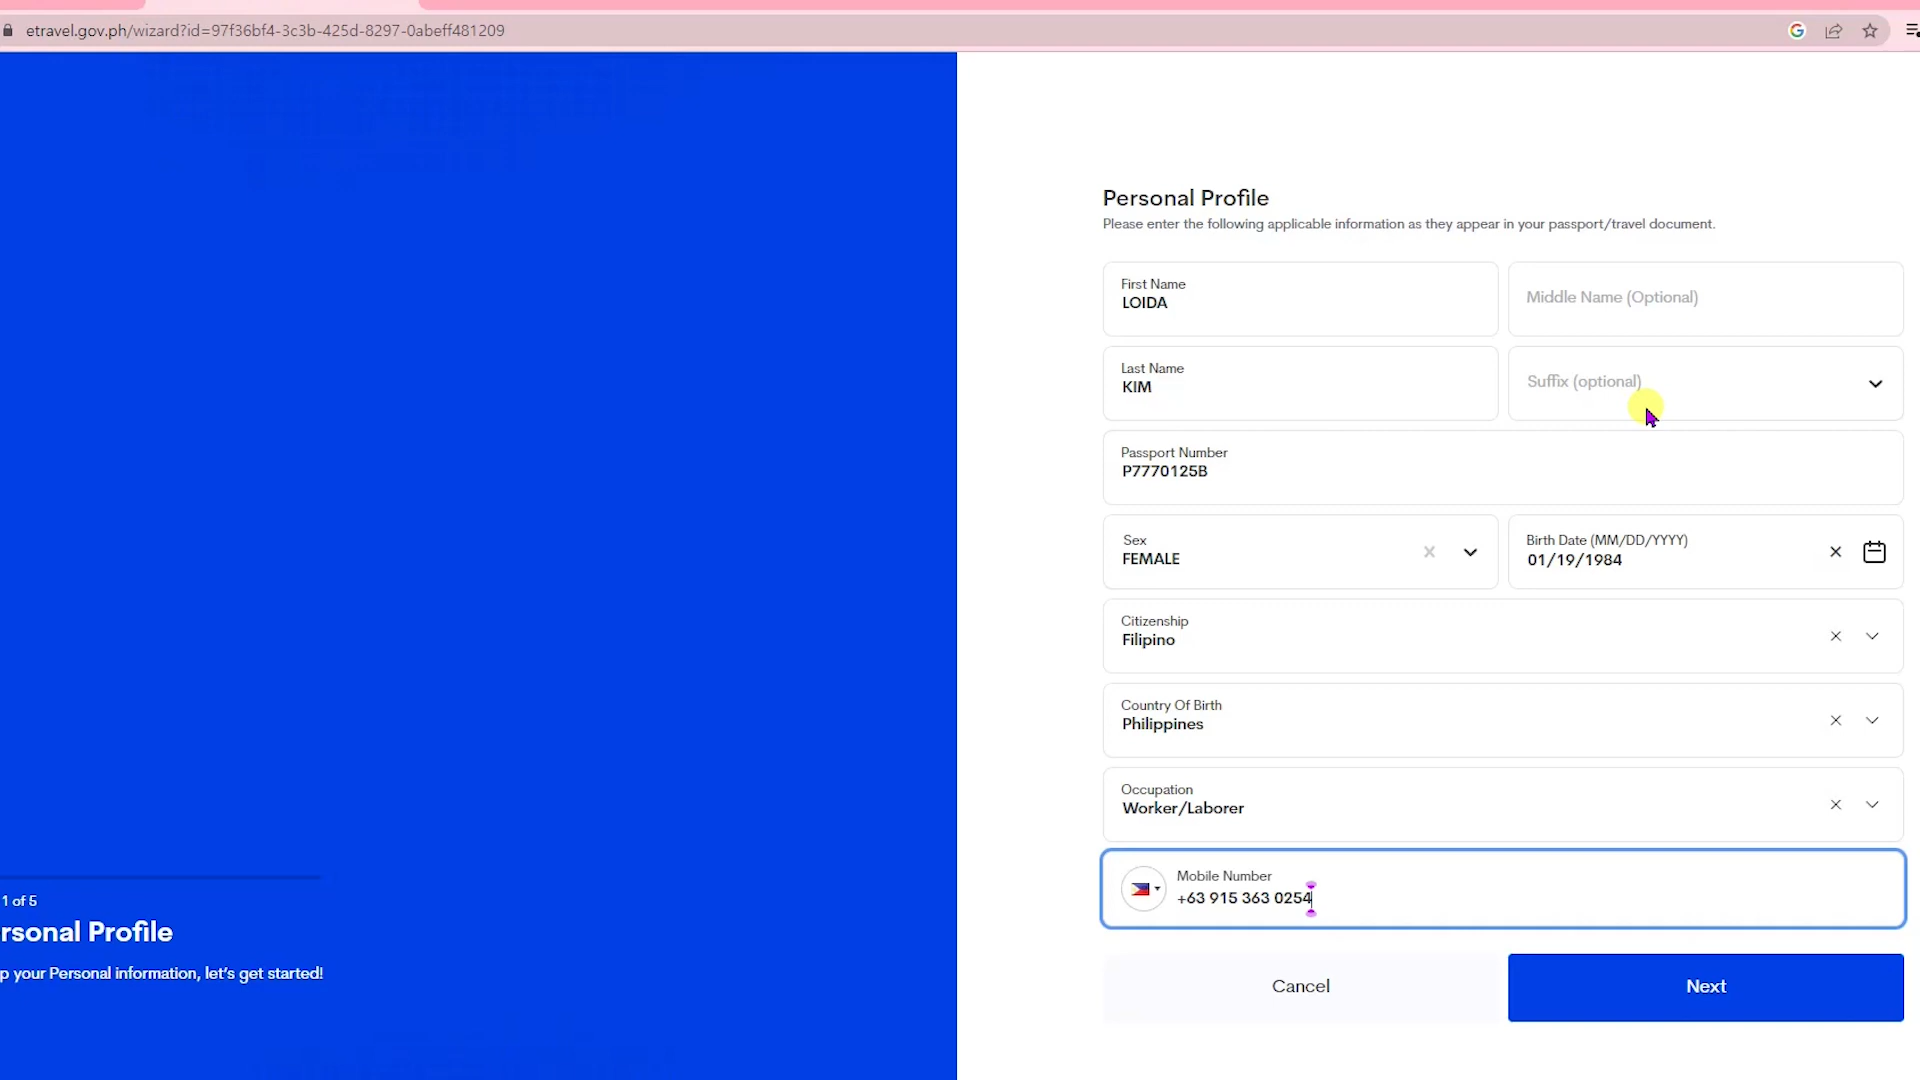 etravel.gov.ph/wizard?id=97f36bf4-3c3b-425d-8297-0abeff481209
Personal Profile
Please enter the following applicable information as they appear in your passport/travel document.
First Name
LOIDA
Middle Name (Optional)
Last Name
KIM
Suffix (optional)
Passport Number
P7770125B
Sex
FEMALE
Birth Date (MM/DD/YYYY)
01/19/1984
Citizenship
Filipino
Country Of Birth
Philippines
Occupation
Worker/Laborer
Mobile Number
+63 915 363 0254
Cancel
Next
1 of 5
rsonal Profile
p your Personal information, let's get started!